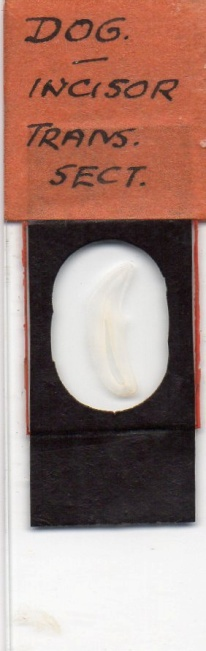 DOG.
—
INCISOR
TRANS.
SECT.